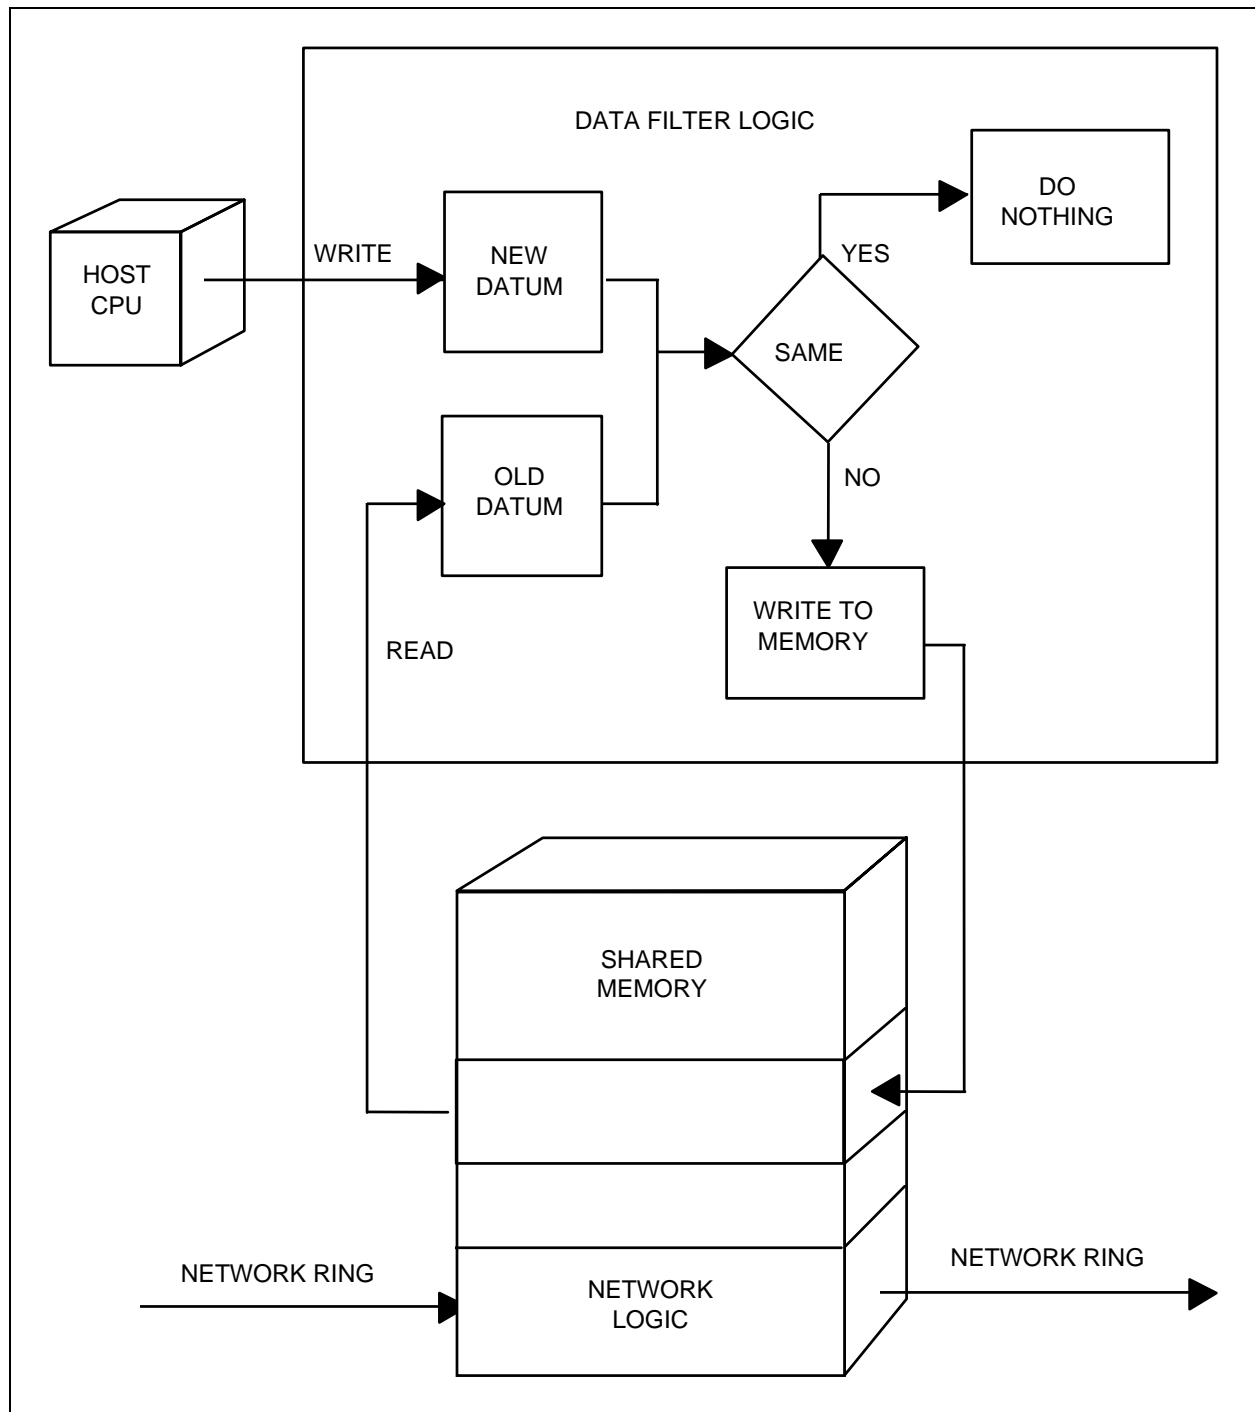 DATA FILTER LOGIC
DO
NOTHING
HOST
CPU
WRITE
NEW
DATUM
YES
SAME
OLD
DATUM
NO
READ
WRITE TO
MEMORY
SHARED
MEMORY
NETWORK RING
NETWORK
LOGIC
NETWORK RING